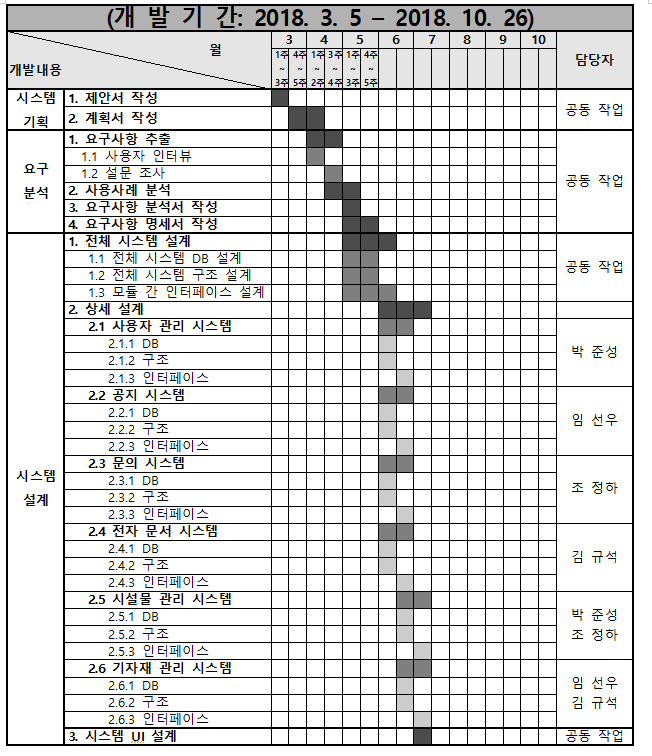 (개 발 기 간: 2018. 3. 5 – 2018. 10. 26)
월
개발내용
3 4 5 6 7 8 9 10
담당자
1주 ~ 3주
4주 ~ 5주
1주 ~ 2주
3주 ~ 4주
1주 ~ 3주
4주 ~ 5주
시스템
기획
1. 제안서 작성
2. 계획서 작성
공동 작업
요구
분석
1. 요구사항 추출
1.1 사용자 인터뷰
1.2 설문 조사
2. 사용사례 분석
3. 요구사항 분석서 작성
4. 요구사항 명세서 작성
공동 작업
시스템
설계
1. 전체 시스템 설계
1.1 전체 시스템 DB 설계
1.2 전체 시스템 구조 설계
1.3 모듈 간 인터페이스 설계
공동 작업
2. 상세 설계
2.1 사용자 관리 시스템
2.1.1 DB
2.1.2 구조
2.1.3 인터페이스
박 준성
2.2 공지 시스템
2.2.1 DB
2.2.2 구조
2.2.3 인터페이스
임 선우
2.3 문의 시스템
2.3.1 DB
2.3.2 구조
2.3.3 인터페이스
조 정하
2.4 전자 문서 시스템
2.4.1 DB
2.4.2 구조
2.4.3 인터페이스
김 규석
2.5 시설물 관리 시스템
2.5.1 DB
2.5.2 구조
2.5.3 인터페이스
박 준성
조 정하
2.6 기자재 관리 시스템
2.6.1 DB
2.6.2 구조
2.6.3 인터페이스
임 선우
김 규석
3. 시스템 UI 설계
공동 작업